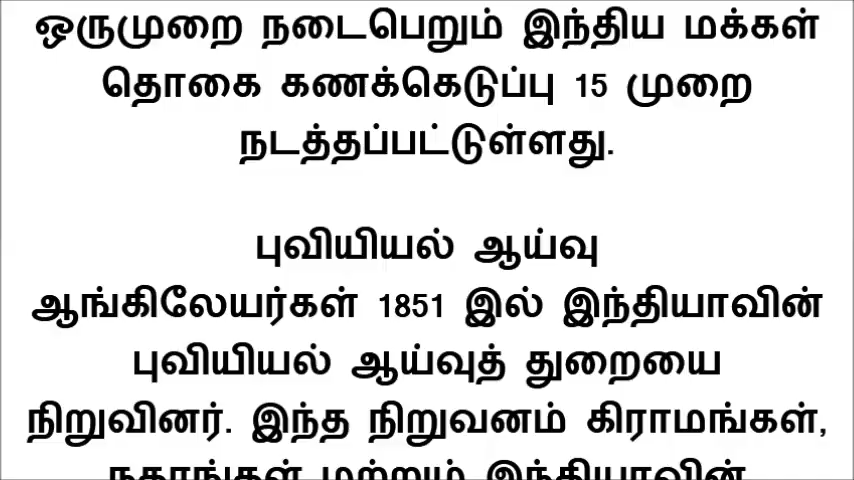 ஒருமுறை நடைபெறும் இந்திய மக்கள்
தொகை கணக்கெடுப்பு 15 முறை
நடத்தப்பட்டுள்ளது.
புவியியல் ஆய்வு
ஆங்கிலேயர்கள் 1851 இல் இந்தியாவின்
புவியியல் ஆய்வுத் துறையை
நிறுவினர். இந்த நிறுவனம் கிராமங்கள்,
நகரங்கள் மற்றும் இந்தியாவின்